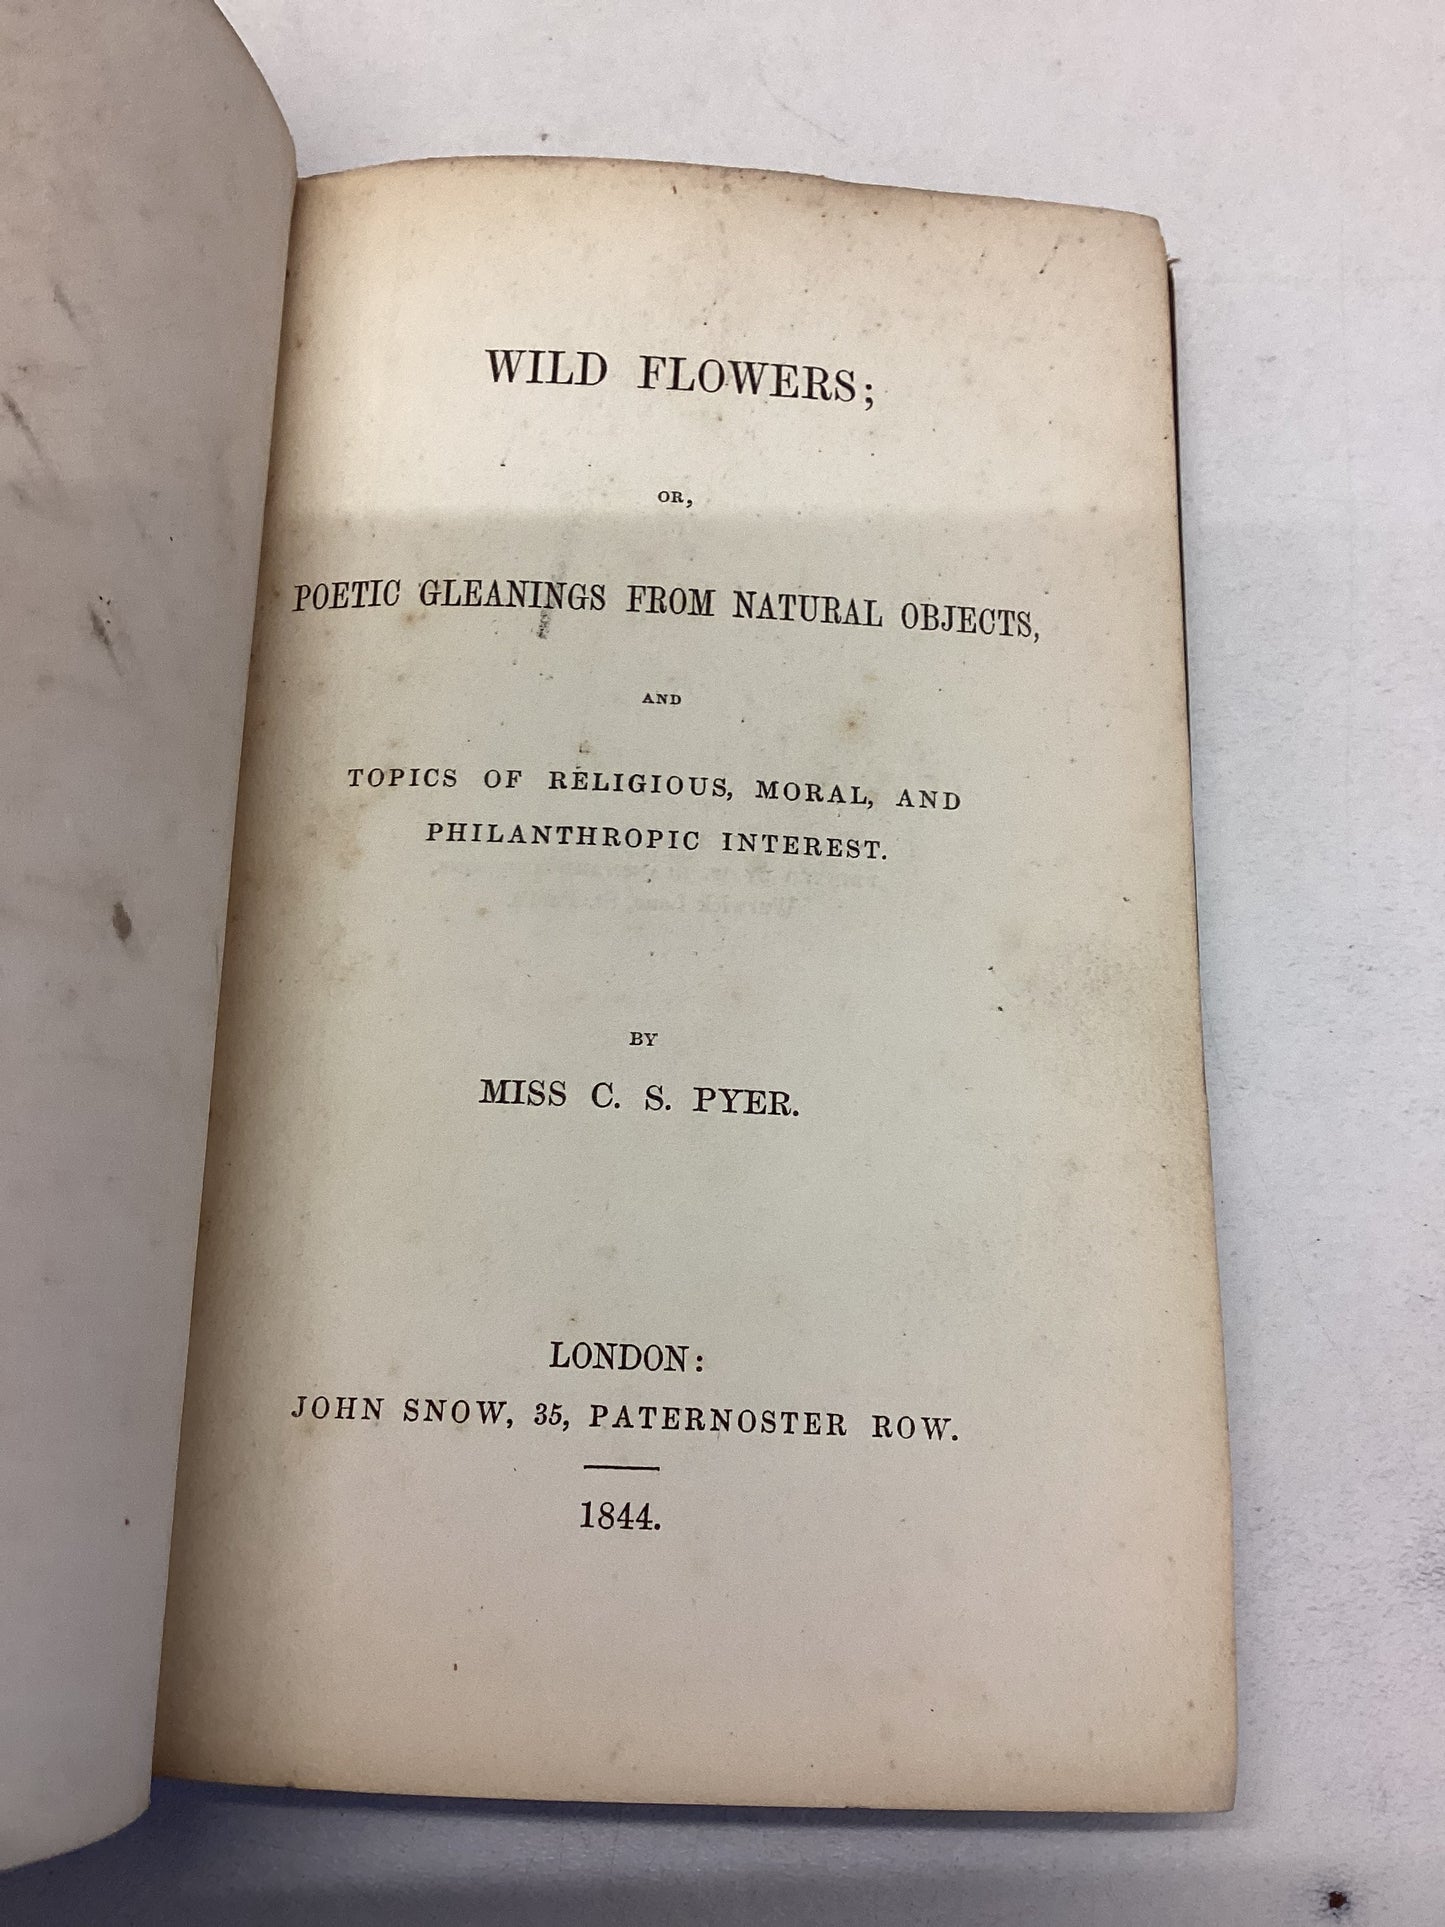 WILD FLOWERS;
OR,
POETIC GLEANINGS FROM NATURAL OBJECTS,
AND
TOPICS OF RELIGIOUS, MORAL, AND
PHILANTHROPIC INTEREST.
BY
MISS C. S. PYER.
LONDON:
JOHN SNOW, 35, PATERNOSTER ROW.
1844.